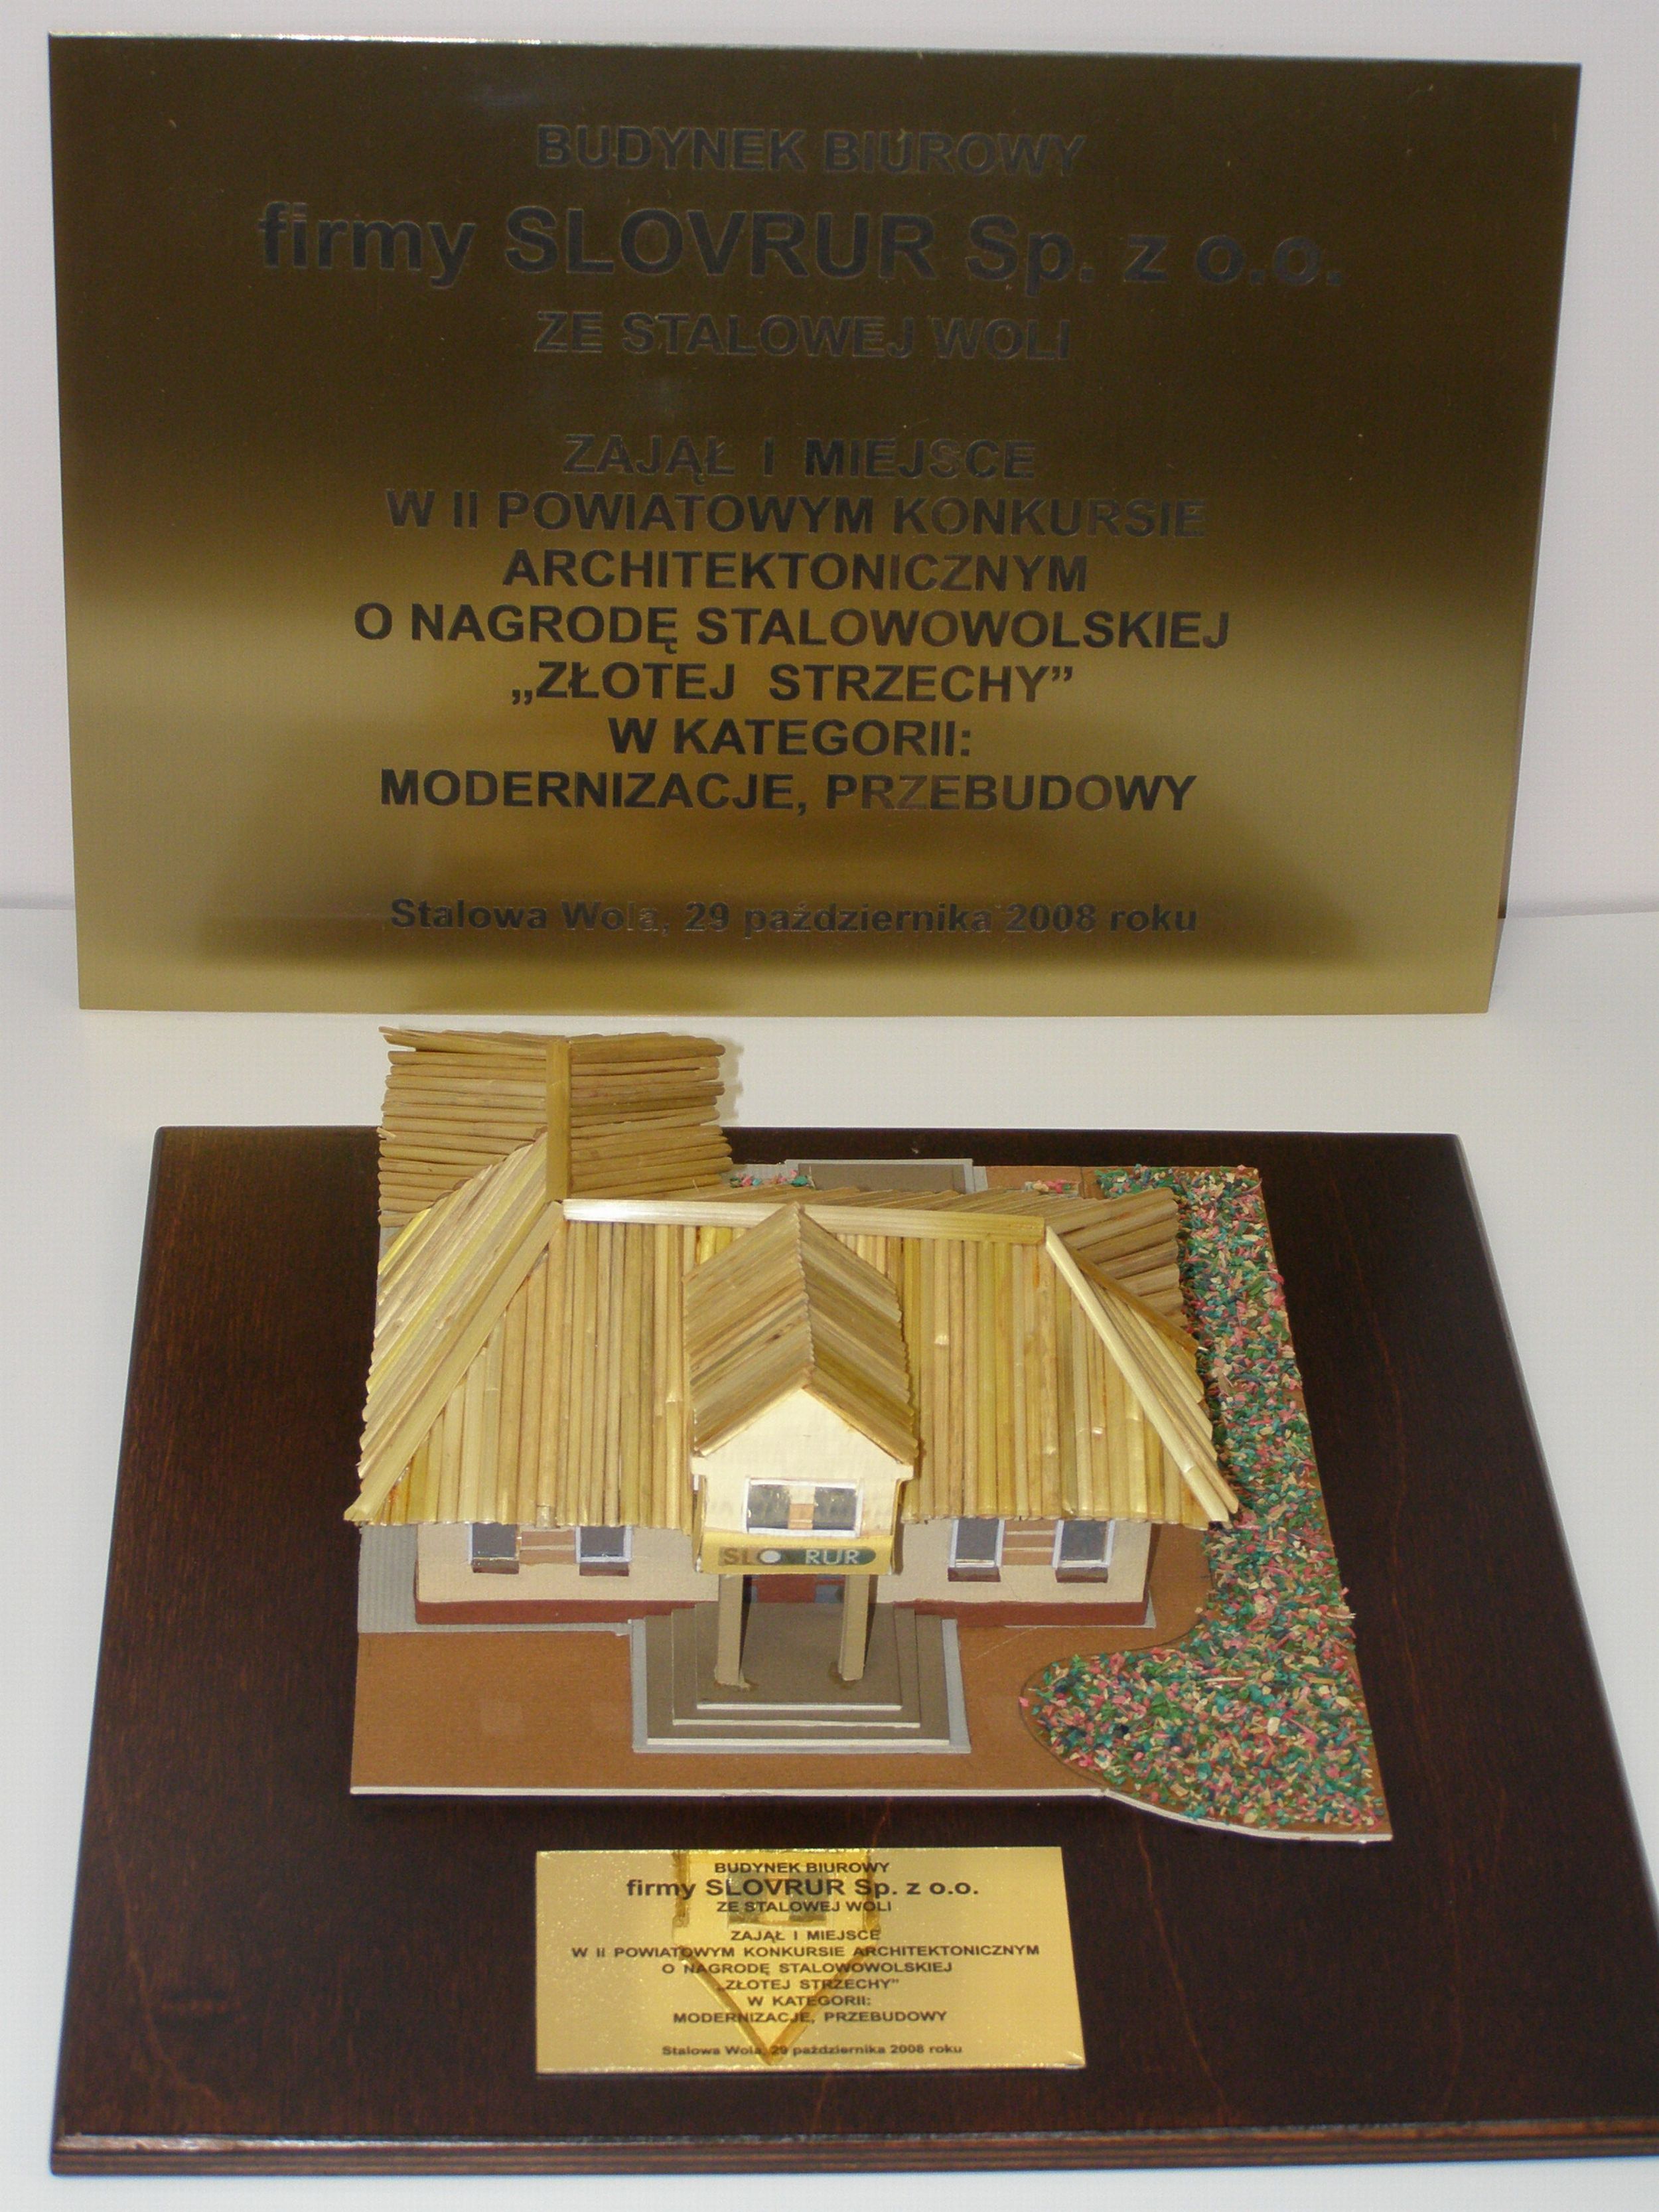 BUDYNEK BIUROWY
firmy SLOVRUR Sp. z o.o.
ZE STALOWEJ WOLI
ZAJĄŁ I MIEJSCE
W II POWIATOWYM KONKURSIE
ARCHITEKTONICZNYM
O NAGRODĘ STALOWOWOLSKIEJ
„ZŁOTEJ STRZECHY”
W KATEGORII:
MODERNIZACJE, PRZEBUDOWY
Stalowa Wola, 29 października 2008 roku
SLO RUR
BUDYNEK BIUROWY
firmy SLOVRUR Sp. z o.o.
ZE STALOWEJ WOLI
ZAJĄŁ I MIEJSCE
W II POWIATOWYM KONKURSIE ARCHITEKTONICZNYM
O NAGRODĘ STALOWOWOLSKIEJ
„ZŁOTEJ STRZECHY”
W KATEGORII:
MODERNIZACJE, PRZEBUDOWY
Stalowa Wola, 29 października 2008 roku